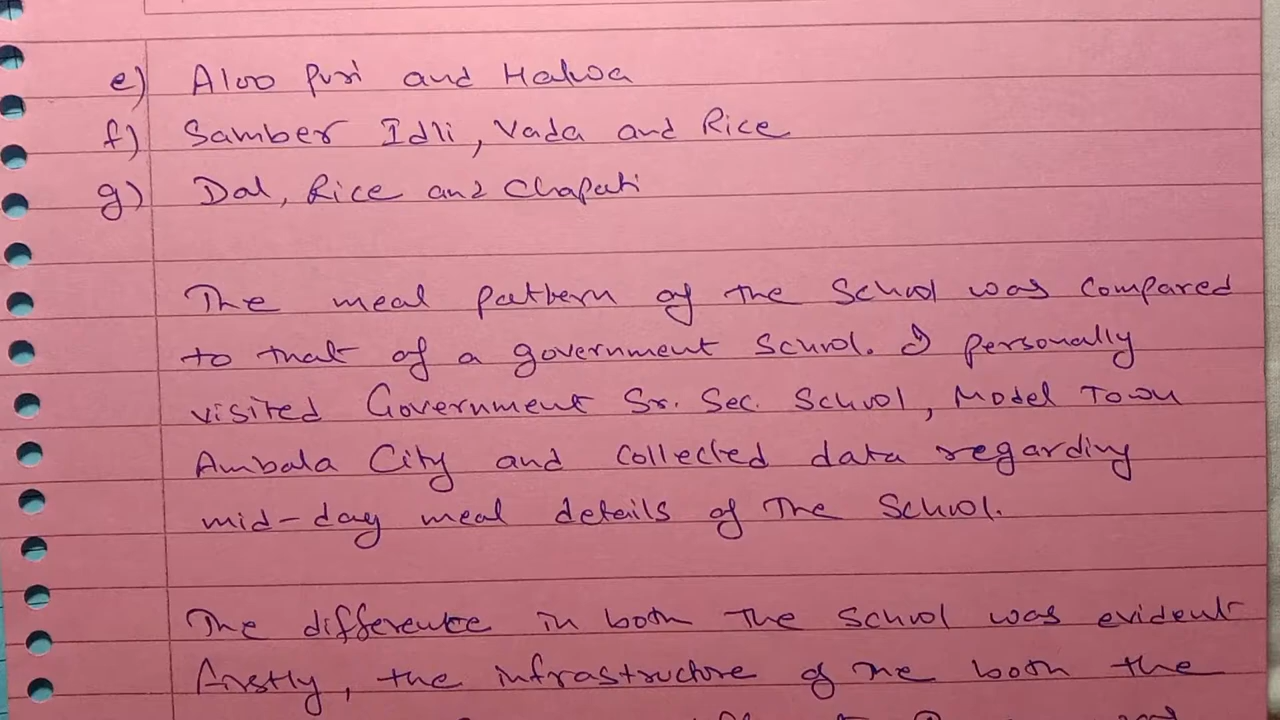 e) Aloo puri and Halwa
f) Samber Idli, Vada and Rice
g) Dal, Rice and Chapati
The meal pattern of the School was compared
to that of a government School. I personally
visited Government Sr. Sec. School, Model Town
Ambala City and collected data regarding
mid-day meal details of The School.
The difference in both the School was evident
firstly, the infrastructure of the both the